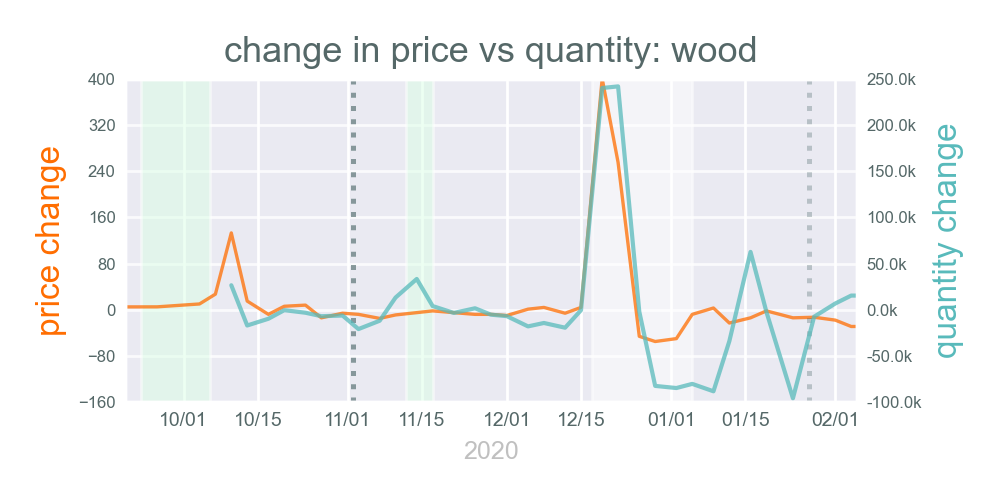 change in price vs quantity: wood
400
320
240
160
80
0
−80
−160
price change
250.0k
200.0k
150.0k
100.0k
50.0k
0.0k
-50.0k
-100.0k
quantity change
10/01 10/15 11/01 11/15 12/01 12/15 01/01 01/15 02/01
2020